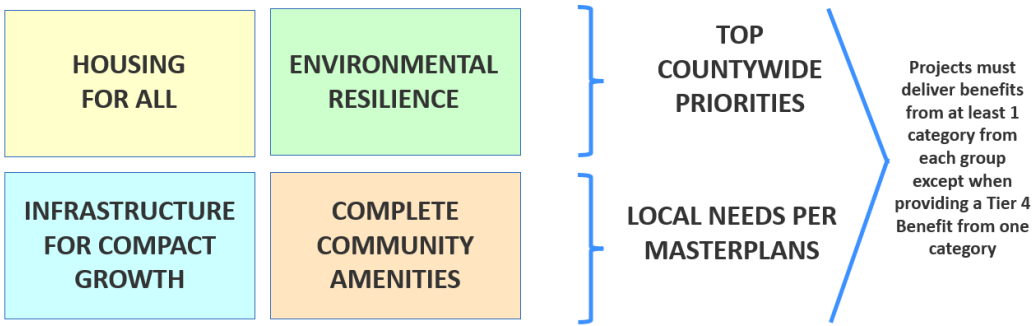 HOUSING
FOR ALL
ENVIRONMENTAL
RESILIENCE
TOP
COUNTYWIDE
PRIORITIES
INFRASTRUCTURE
FOR COMPACT
GROWTH
COMPLETE
COMMUNITY
AMENITIES
LOCAL NEEDS PER
MASTERPLANS
Projects must
deliver benefits
from at least 1
category from
each group
except when
providing a Tier 4
Benefit from one
category